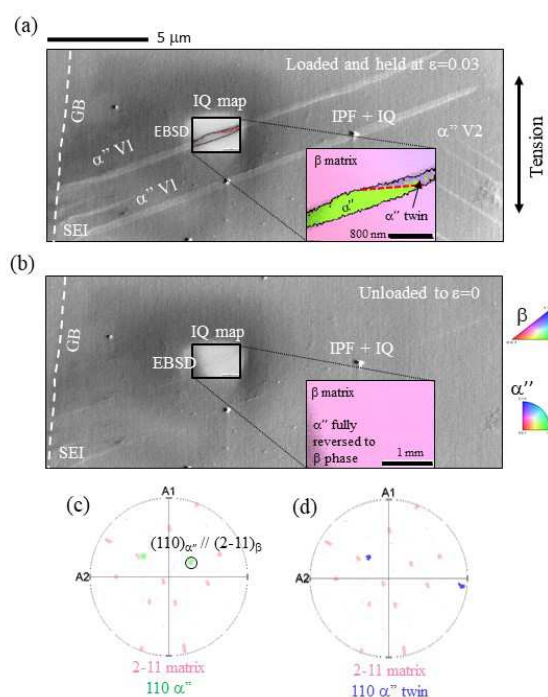 (a)
5 μm
Loaded and held at ε=0.03
GB
IQ map
EBSD
IPF + IQ
α'' V1
α'' V1
α'' V2
Tension
β matrix
α''
α'' twin
800 nm
SEI
(b)
Unloaded to ε=0
GB
IQ map
EBSD
IPF + IQ
β
β matrix
α'' fully
reversed to
β phase
1 mm
α''
SEI
(c)
A1
(110)α'' // (2-11)β
A2
2-11 matrix
110 α''
(d)
A1
A2
2-11 matrix
110 α'' twin